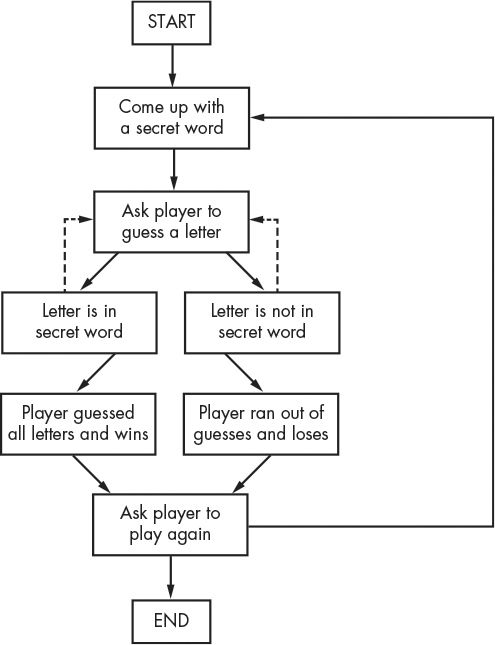 START
Come up with
a secret word
Ask player to
guess a letter
Letter is in
secret word
Letter is not in
secret word
Player guessed
all letters and wins
Player ran out of
guesses and loses
Ask player to
play again
END